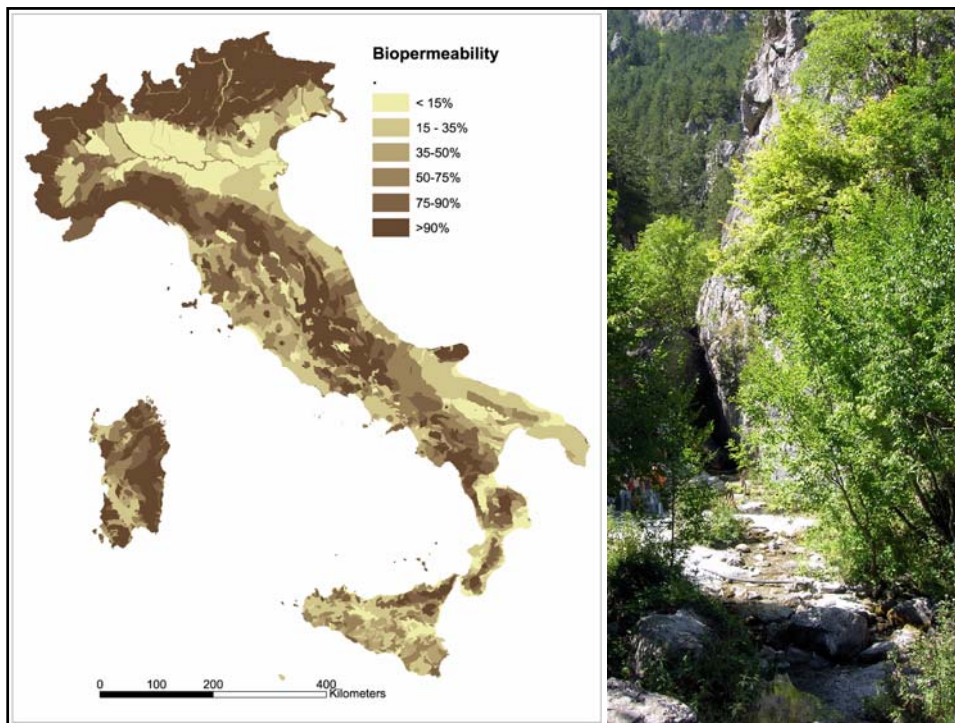 Biopermeability
.
< 15%
15 - 35%
35-50%
50-75%
75-90%
>90%
0 100 200 400
Kilometers